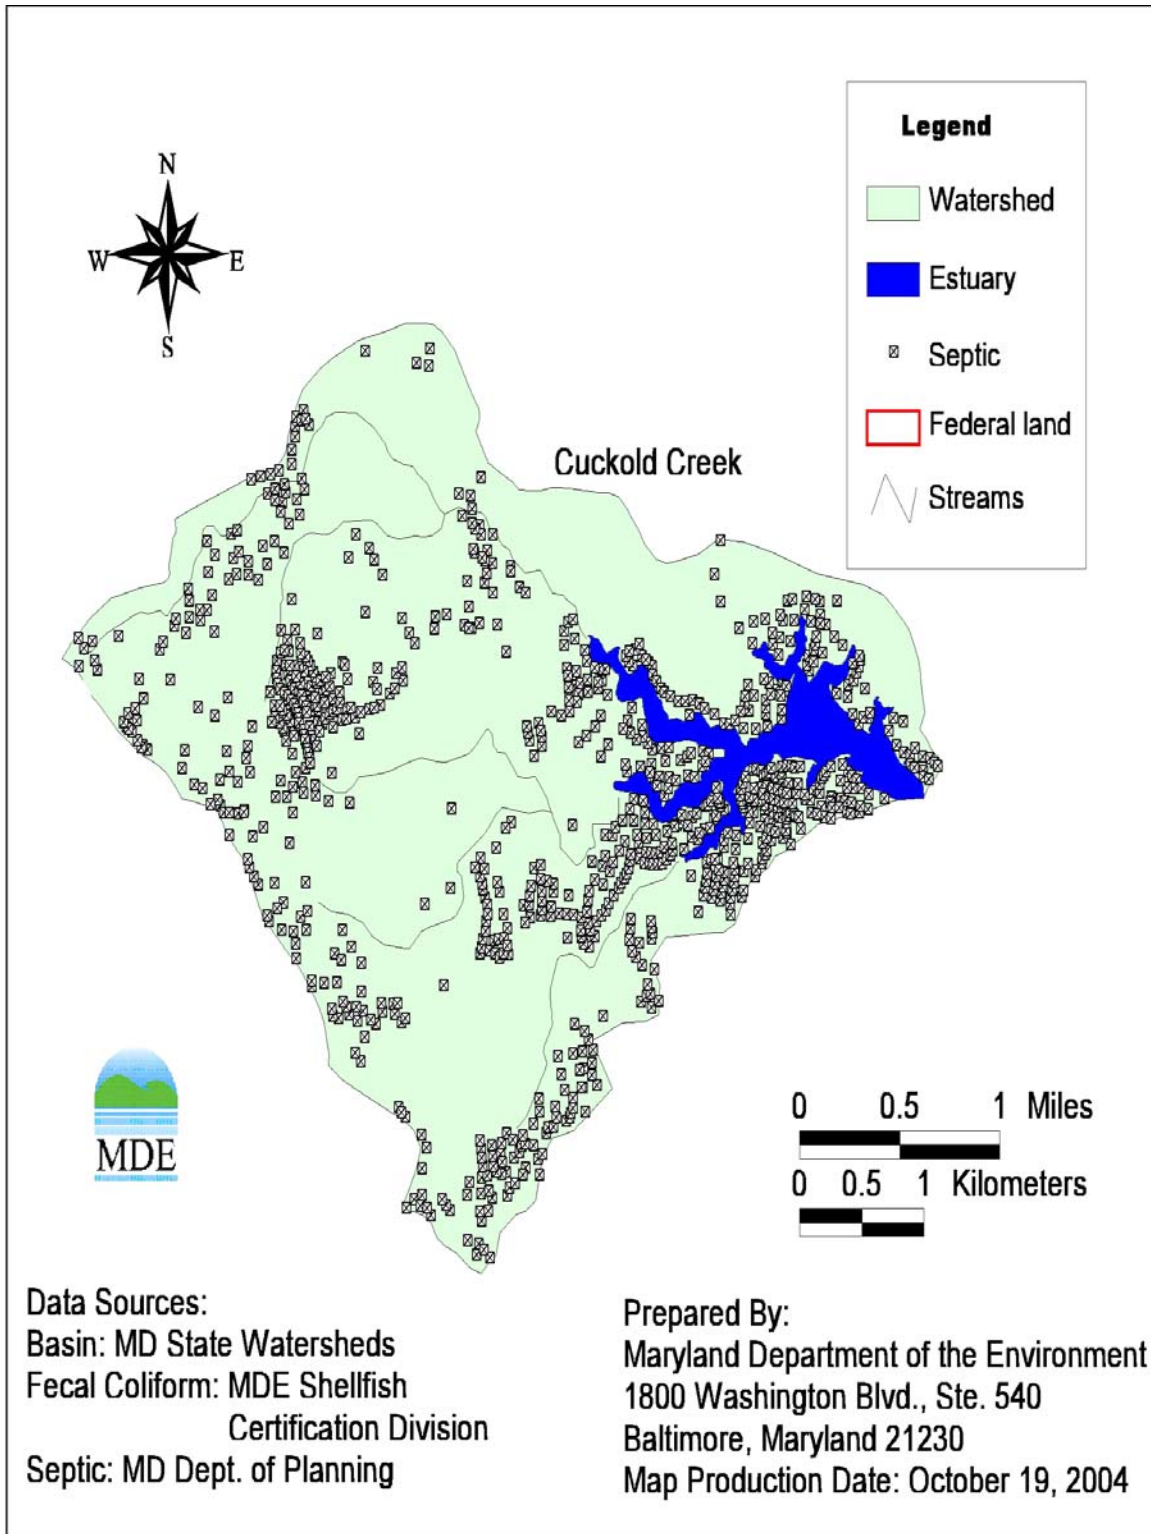 Legend
Watershed
Estuary
Septic
Federal land
Streams
N
W E
S
Cuckold Creek
MDE
0 0.5 1 Miles
0 0.5 1 Kilometers
Data Sources:
Basin: MD State Watersheds
Fecal Coliform: MDE Shellfish
Certification Division
Septic: MD Dept. of Planning
Prepared By:
Maryland Department of the Environment
1800 Washington Blvd., Ste. 540
Baltimore, Maryland 21230
Map Production Date: October 19, 2004